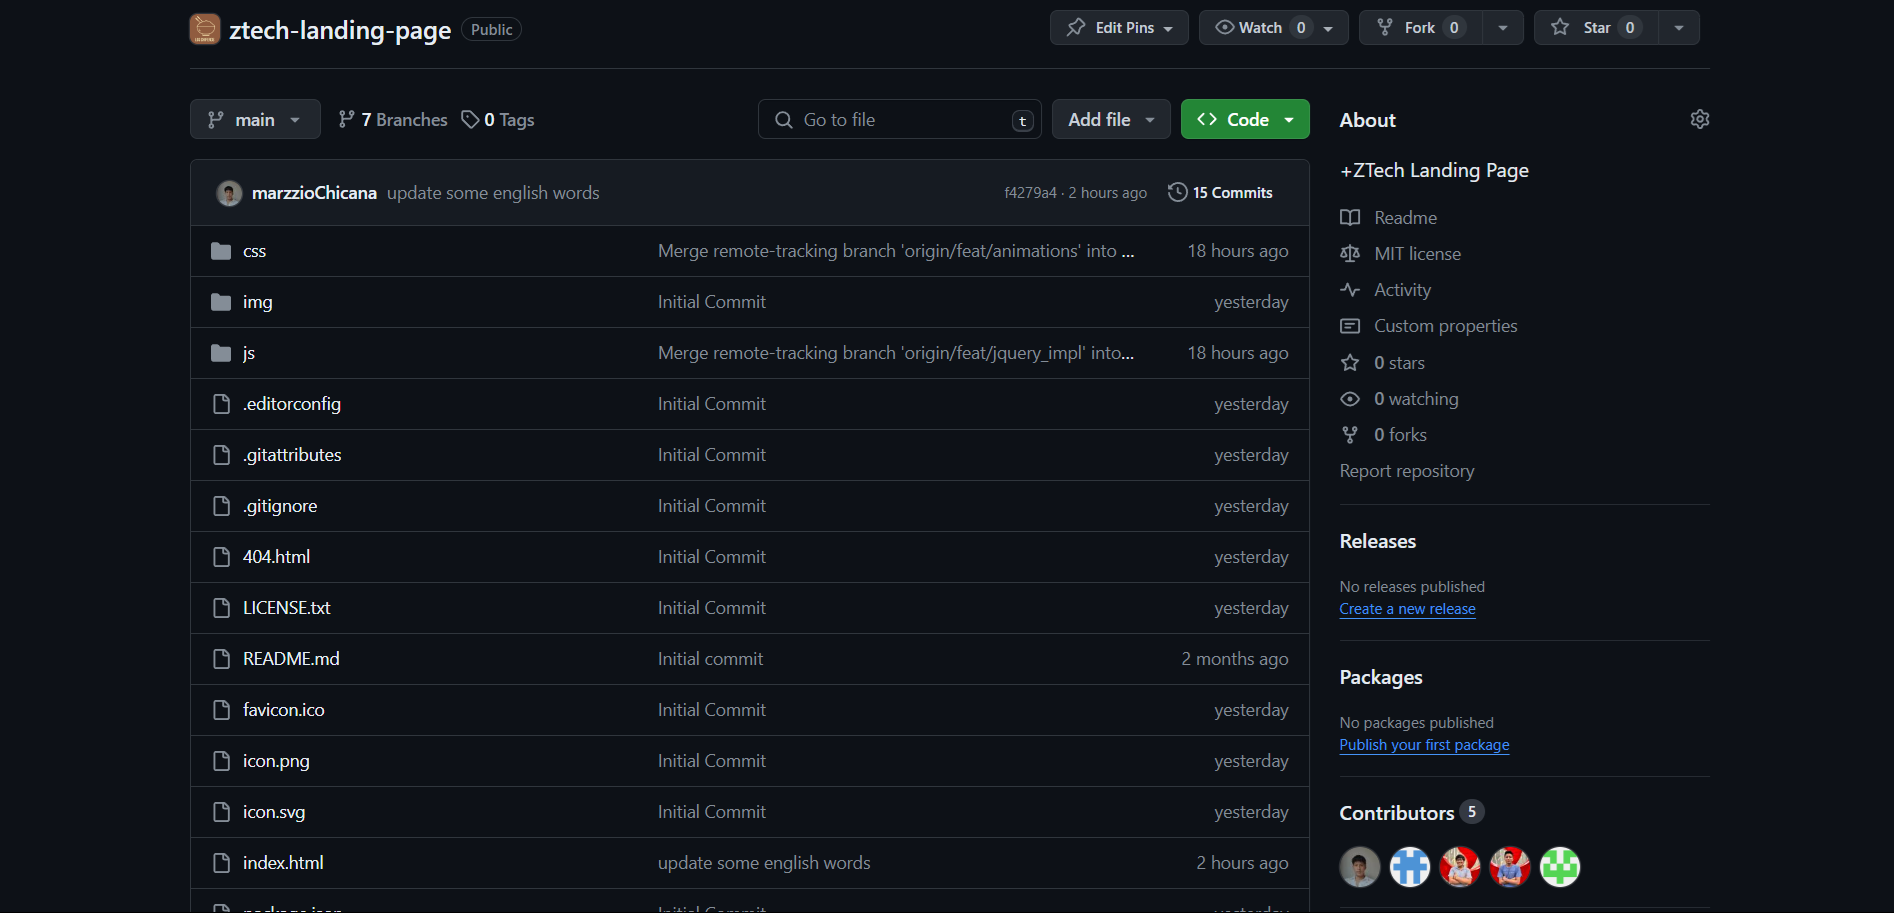 ztech-landing-page Public
Edit Pins Watch 0 Fork 0 Star 0
main 7 Branches 0 Tags Go to file t Add file Code
marzzioChicana update some english words f4279a4 · 2 hours ago 15 Commits
css Merge remote-tracking branch 'origin/feat/animations' into ... 18 hours ago
img Initial Commit yesterday
js Merge remote-tracking branch 'origin/feat/jquery_impl' into... 18 hours ago
.editorconfig Initial Commit yesterday
.gitattributes Initial Commit yesterday
.gitignore Initial Commit yesterday
404.html Initial Commit yesterday
LICENSE.txt Initial Commit yesterday
README.md Initial commit 2 months ago
favicon.ico Initial Commit yesterday
icon.png Initial Commit yesterday
icon.svg Initial Commit yesterday
index.html update some english words 2 hours ago
package.json Initial Commit yesterday
About
+ZTech Landing Page
Readme
MIT license
Activity
Custom properties
0 stars
0 watching
0 forks
Report repository
Releases
No releases published
Create a new release
Packages
No packages published
Publish your first package
Contributors 5